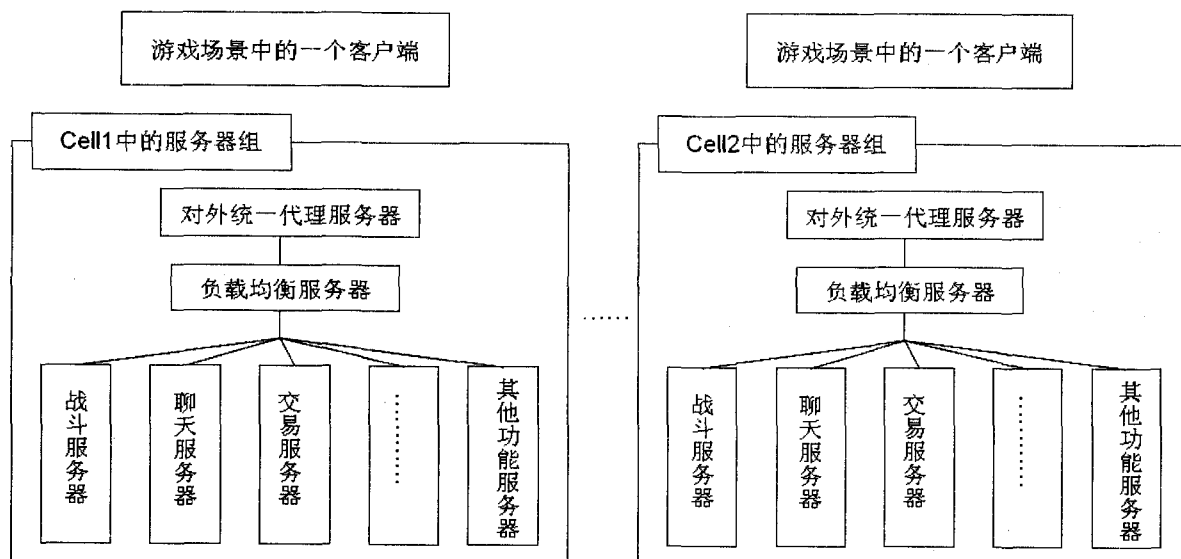 游戏场景中的一个客户端
游戏场景中的一个客户端
Cell1中的服务器组
对外统一代理服务器
负载均衡服务器
战斗服务器
聊天服务器
交易服务器
………
其他功能服务器
……
Cell2中的服务器组
对外统一代理服务器
负载均衡服务器
战斗服务器
聊天服务器
交易服务器
………
其他功能服务器